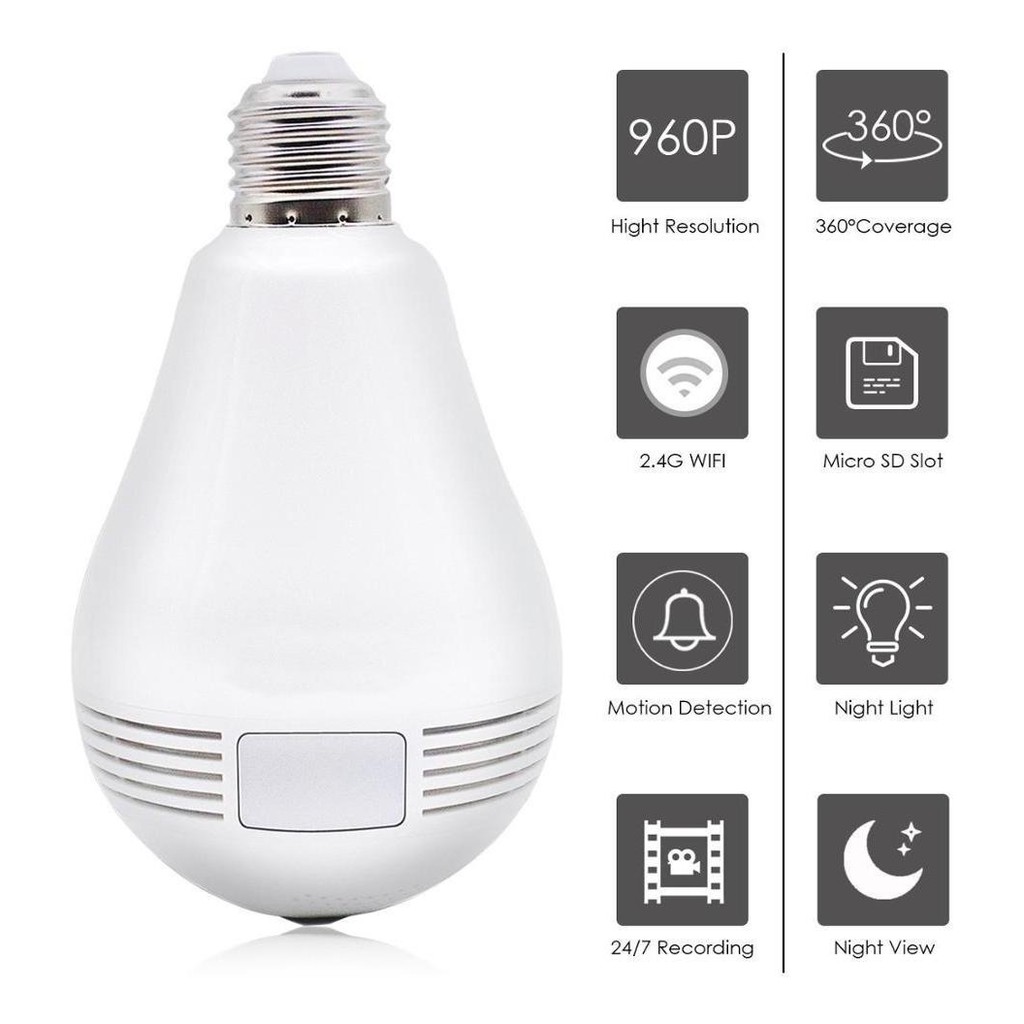 960P
Hight Resolution
360°
360°Coverage
2.4G WIFI
Micro SD Slot
Motion Detection
Night Light
24/7 Recording
Night View